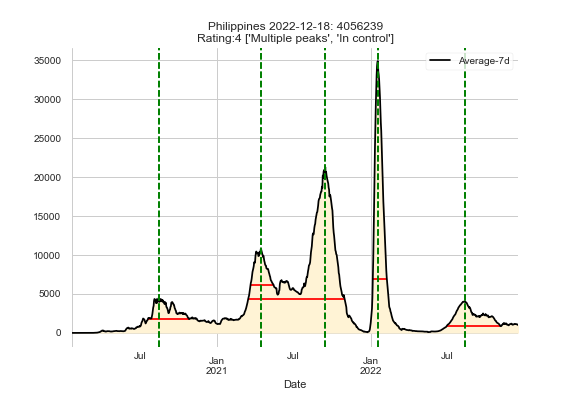 Philippines 2022-12-18: 4056239
Rating:4 ['Multiple peaks', 'In control']
Average-7d
35000
30000
25000
20000
15000
10000
5000
0
Jul
Jan
2021
Jul
Jan
2022
Jul
Date